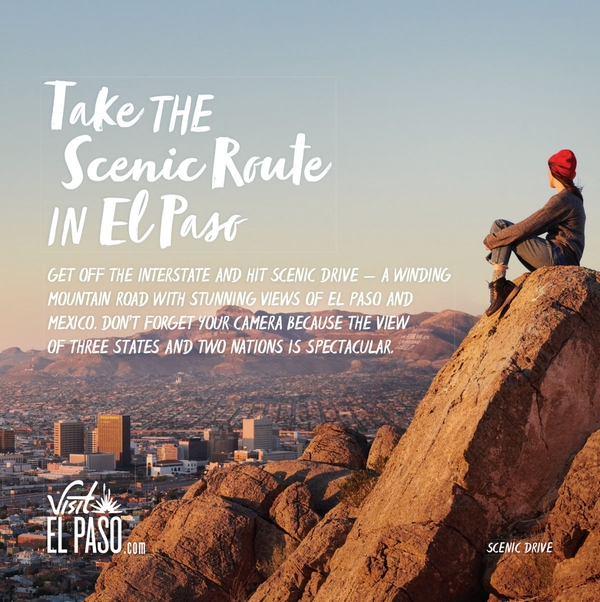 Take THE
Scenic Route
IN El Paso
GET OFF THE INTERSTATE AND HIT SCENIC DRIVE – A WINDING
MOUNTAIN ROAD WITH STUNNING VIEWS OF EL PASO AND
MEXICO. DON'T FORGET YOUR CAMERA BECAUSE THE VIEW
OF THREE STATES AND TWO NATIONS IS SPECTACULAR.
Visit
EL PASO.com
SCENIC DRIVE